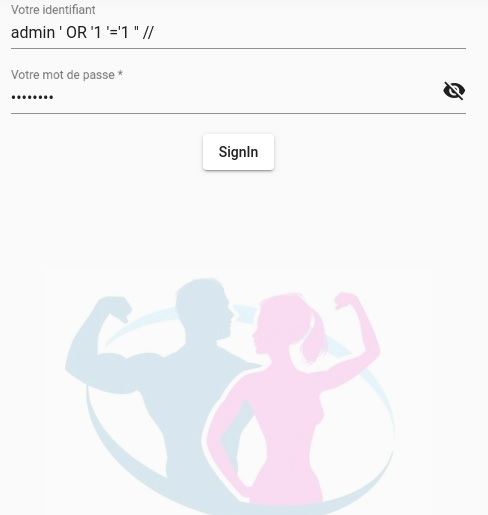 Votre identifiant
admin ' OR '1 '='1 " //
Votre mot de passe *
••••••••
SignIn